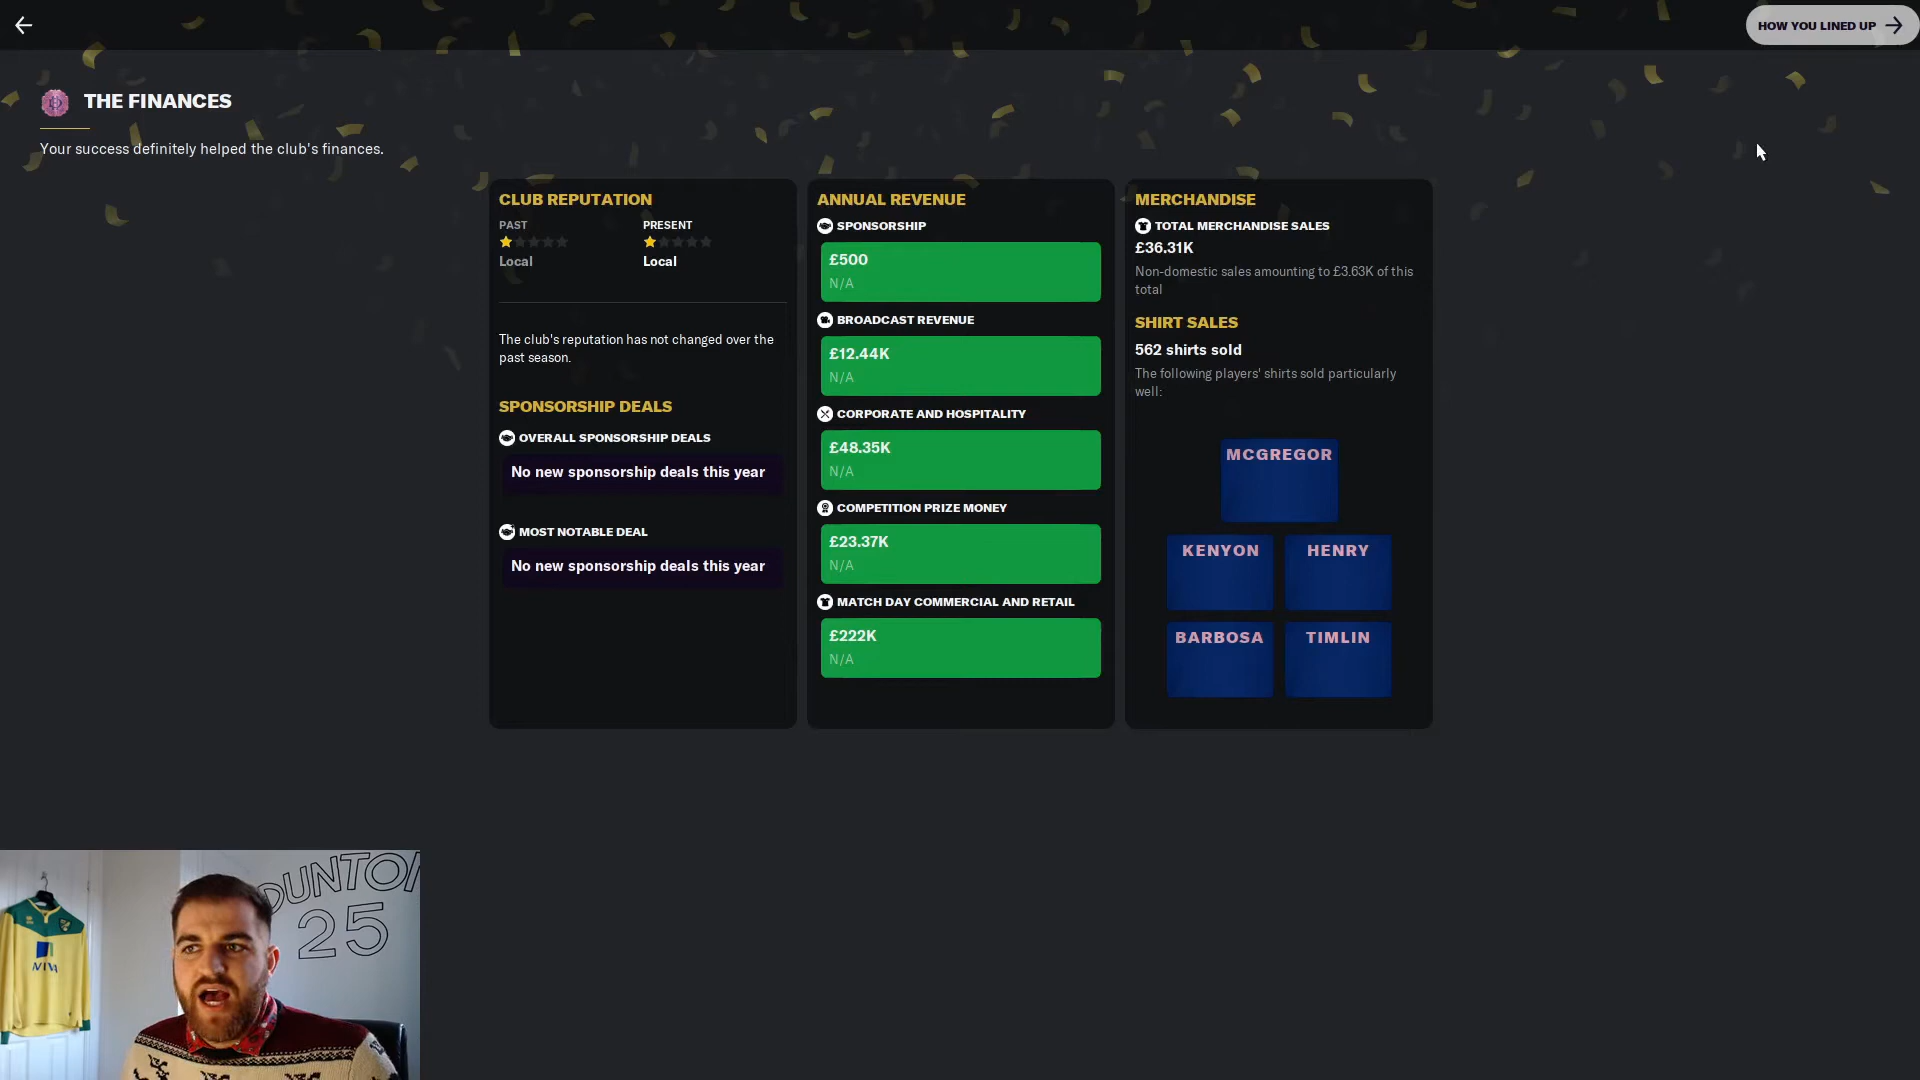 HOW YOU LINED UP
THE FINANCES
Your success definitely helped the club's finances.
CLUB REPUTATION
PAST
PRESENT
Local
Local
The club's reputation has not changed over the
past season.
SPONSORSHIP DEALS
OVERALL SPONSORSHIP DEALS
No new sponsorship deals this year
MOST NOTABLE DEAL
No new sponsorship deals this year
ANNUAL REVENUE
SPONSORSHIP
£500
N/A
BROADCAST REVENUE
£12.44K
N/A
CORPORATE AND HOSPITALITY
£48.35K
N/A
COMPETITION PRIZE MONEY
£23.37K
N/A
MATCH DAY COMMERCIAL AND RETAIL
£222K
N/A
MERCHANDISE
TOTAL MERCHANDISE SALES
£36.31K
Non-domestic sales amounting to £3.63K of this
total
SHIRT SALES
562 shirts sold
The following players' shirts sold particularly
well:
MCGREGOR
KENYON HENRY
BARBOSA TIMLIN
DUNTON
25
AVIVA